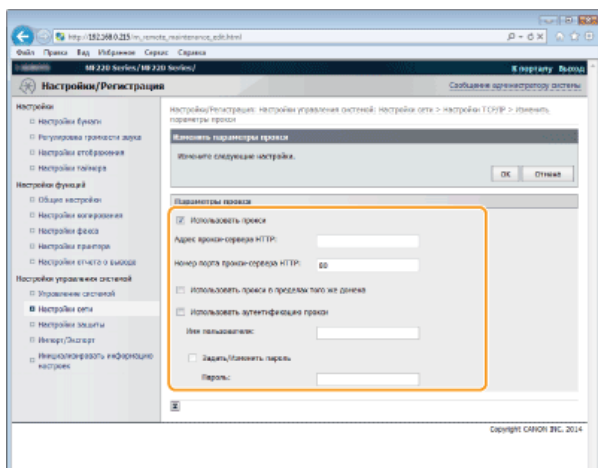 http://192.168.0.215/m_remote_maintenance_edit.html
Файл Правка Вид Избранное Сервис Справка
MF220 Series/MF220 Series/
К порталу Выход
Настройки/Регистрация
Сообщение администратору системы
Настройки
Настройки бумаги
Регулировка громкости звука
Настройки отображения
Настройки таймера
Настройки функций
Общие настройки
Настройки копирования
Настройки факса
Настройки принтера
Настройки отчета о выводе
Настройки управления системой
Управление системой
Настройки сети
Настройки защиты
Импорт/Экспорт
Инициализировать информацию
настроек
Настройки/Регистрация: Настройки управления системой: Настройки сети > Настройки TCP/IP > Изменить
параметры прокси
Изменить параметры прокси
Измените следующие настройки.
OK Отмена
Параметры прокси
Использовать прокси
Адрес прокси-сервера HTTP:
Номер порта прокси-сервера HTTP: 80
Использовать прокси в пределах того же домена
Использовать аутентификацию прокси
Имя пользователя:
Задать/Изменить пароль
Пароль:
Copyright CANON INC. 2014